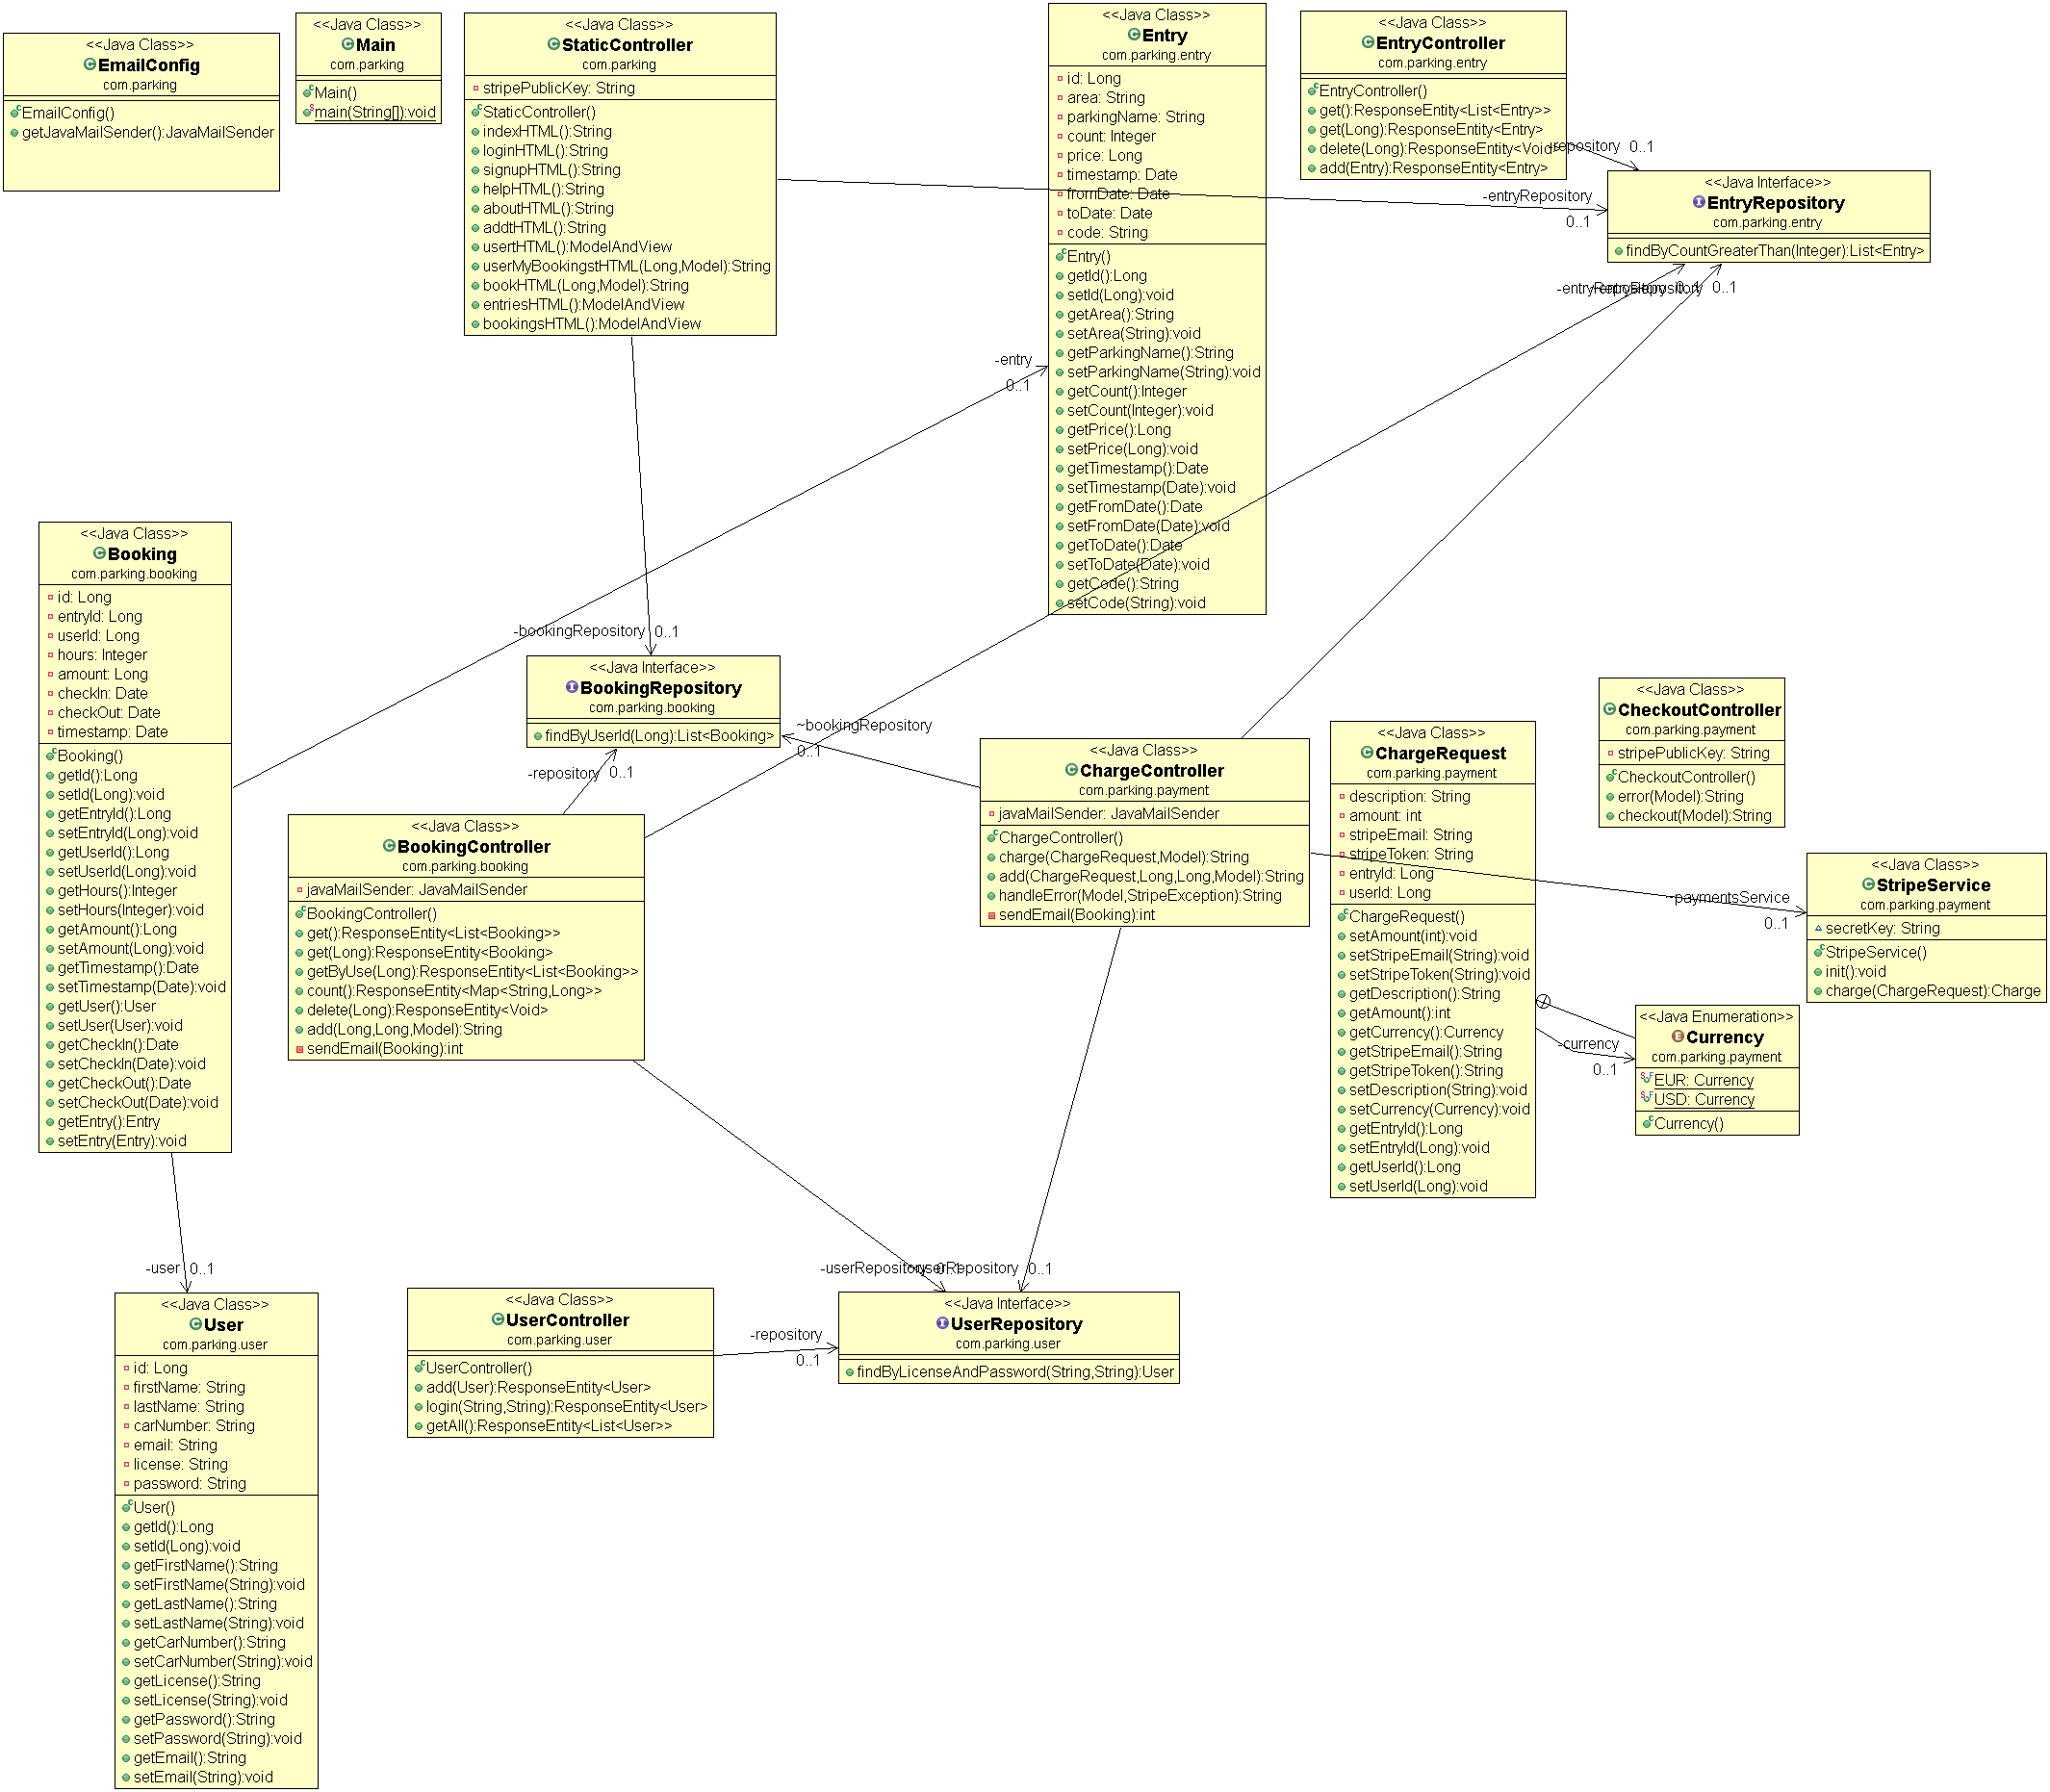 <<Java Class>>
EmailConfig
com.parking
EmailConfig()
getJavaMailSender():JavaMailSender
<<Java Class>>
Main
com.parking
Main()
main(String[]):void
<<Java Class>>
StaticController
com.parking
stripePublicKey: String
StaticController()
indexHTML():String
loginHTML():String
signupHTML():String
helpHTML():String
aboutHTML():String
addtHTML():String
usertHTML():ModelAndView
userMyBookingstHTML(Long,Model):String
bookHTML(Long,Model):String
entriesHTML():ModelAndView
bookingsHTML():ModelAndView
<<Java Class>>
Entry
com.parking.entry
id: Long
area: String
parkingName: String
count: Integer
price: Long
timestamp: Date
fromDate: Date
toDate: Date
code: String
Entry()
getId():Long
setId(Long):void
getArea():String
setArea(String):void
getParkingName():String
setParkingName(String):void
getCount():Integer
setCount(Integer):void
getPrice():Long
setPrice(Long):void
getTimestamp():Date
setTimestamp(Date):void
getFromDate():Date
setFromDate(Date):void
getToDate():Date
setToDate(Date):void
getCode():String
setCode(String):void
<<Java Class>>
EntryController
com.parking.entry
EntryController()
get():ResponseEntity<List<Entry>>
get(Long):ResponseEntity<Entry>
delete(Long):ResponseEntity<Void>
add(Entry):ResponseEntity<Entry>
-repository 0..1
<<Java Interface>>
EntryRepository
com.parking.entry
findByCountGreaterThan(Integer):List<Entry>
-entryRepository
0..1
-entryRepository 0..1
0..1
-entry
0..1
<<Java Class>>
Booking
com.parking.booking
id: Long
entryId: Long
userId: Long
hours: Integer
amount: Long
checkIn: Date
checkOut: Date
timestamp: Date
Booking()
getId():Long
setId(Long):void
getEntryId():Long
setEntryId(Long):void
getUserId():Long
setUserId(Long):void
getHours():Integer
setHours(Integer):void
getAmount():Long
setAmount(Long):void
getTimestamp():Date
setTimestamp(Date):void
getUser():User
setUser(User):void
getCheckIn():Date
setCheckIn(Date):void
getCheckOut():Date
setCheckOut(Date):void
getEntry():Entry
setEntry(Entry):void
-bookingRepository 0..1
<<Java Interface>>
BookingRepository
com.parking.booking
findByUserId(Long):List<Booking>
~bookingRepository
0..1
-repository 0..1
<<Java Class>>
BookingController
com.parking.booking
javaMailSender: JavaMailSender
BookingController()
get():ResponseEntity<List<Booking>>
get(Long):ResponseEntity<Booking>
getByUse(Long):ResponseEntity<List<Booking>>
count():ResponseEntity<Map<String,Long>>
delete(Long):ResponseEntity<Void>
add(Long,Long,Model):String
sendEmail(Booking):int
<<Java Class>>
ChargeController
com.parking.payment
javaMailSender: JavaMailSender
ChargeController()
charge(ChargeRequest,Model):String
add(ChargeRequest,Long,Long,Model):String
handleError(Model,StripeException):String
sendEmail(Booking):int
<<Java Class>>
ChargeRequest
com.parking.payment
description: String
amount: int
stripeEmail: String
stripeToken: String
entryId: Long
userId: Long
ChargeRequest()
setAmount(int):void
setStripeEmail(String):void
setStripeToken(String):void
getDescription():String
getAmount():int
getCurrency():Currency
getStripeEmail():String
getStripeToken():String
setDescription(String):void
setCurrency(Currency):void
getEntryId():Long
setEntryId(Long):void
getUserId():Long
setUserId(Long):void
<<Java Class>>
CheckoutController
com.parking.payment
stripePublicKey: String
CheckoutController()
error(Model):String
checkout(Model):String
~paymentsService
0..1
<<Java Class>>
StripeService
com.parking.payment
secretKey: String
StripeService()
init():void
charge(ChargeRequest):Charge
-currency
0..1
<<Java Enumeration>>
Currency
com.parking.payment
EUR: Currency
USD: Currency
Currency()
-user 0..1
<<Java Class>>
User
com.parking.user
id: Long
firstName: String
lastName: String
carNumber: String
email: String
license: String
password: String
User()
getId():Long
setId(Long):void
getFirstName():String
setFirstName(String):void
getLastName():String
setLastName(String):void
getCarNumber():String
setCarNumber(String):void
getLicense():String
setLicense(String):void
getPassword():String
setPassword(String):void
getEmail():String
setEmail(String):void
<<Java Class>>
UserController
com.parking.user
UserController()
add(User):ResponseEntity<User>
login(String,String):ResponseEntity<User>
getAll():ResponseEntity<List<User>>
-repository
0..1
-userRepository 0..1
0..1
<<Java Interface>>
UserRepository
com.parking.user
findByLicenseAndPassword(String,String):User